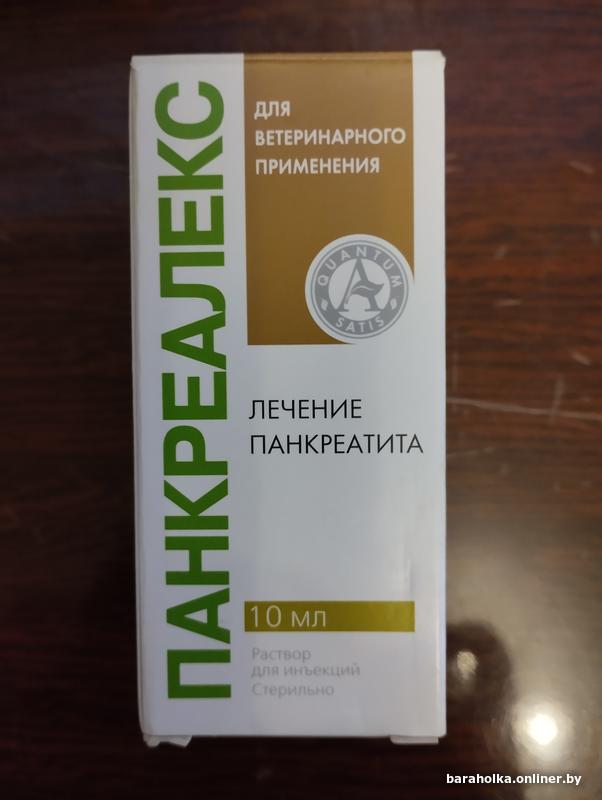 ПАНКРЕАЛЕКС
ДЛЯ
ВЕТЕРИНАРНОГО
ПРИМЕНЕНИЯ
QUANTUM
A
SATIS
ЛЕЧЕНИЕ
ПАНКРЕАТИТА
10 мл
Раствор
для инъекций
Стерильно
baraholka.onliner.by